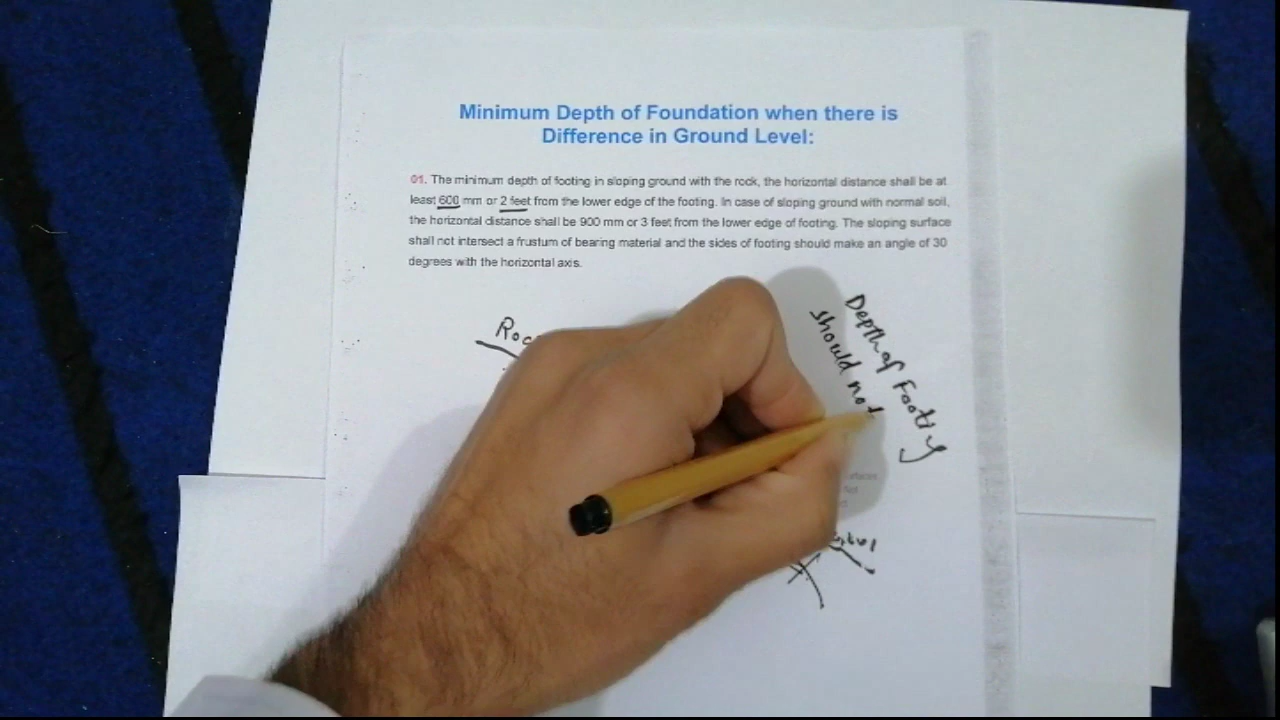 Minimum Depth of Foundation when there is
Difference in Ground Level:
01. The minimum depth of footing in sloping ground with the rock, the horizontal distance shall be at
least 600 mm or 2 feet from the lower edge of the footing. In case of sloping ground with normal soil,
the horizontal distance shall be 900 mm or 3 feet from the lower edge of footing. The sloping surface
shall not intersect a frustum of bearing material and the sides of footing should make an angle of 30
degrees with the horizontal axis.
Roc
Depth of
should not